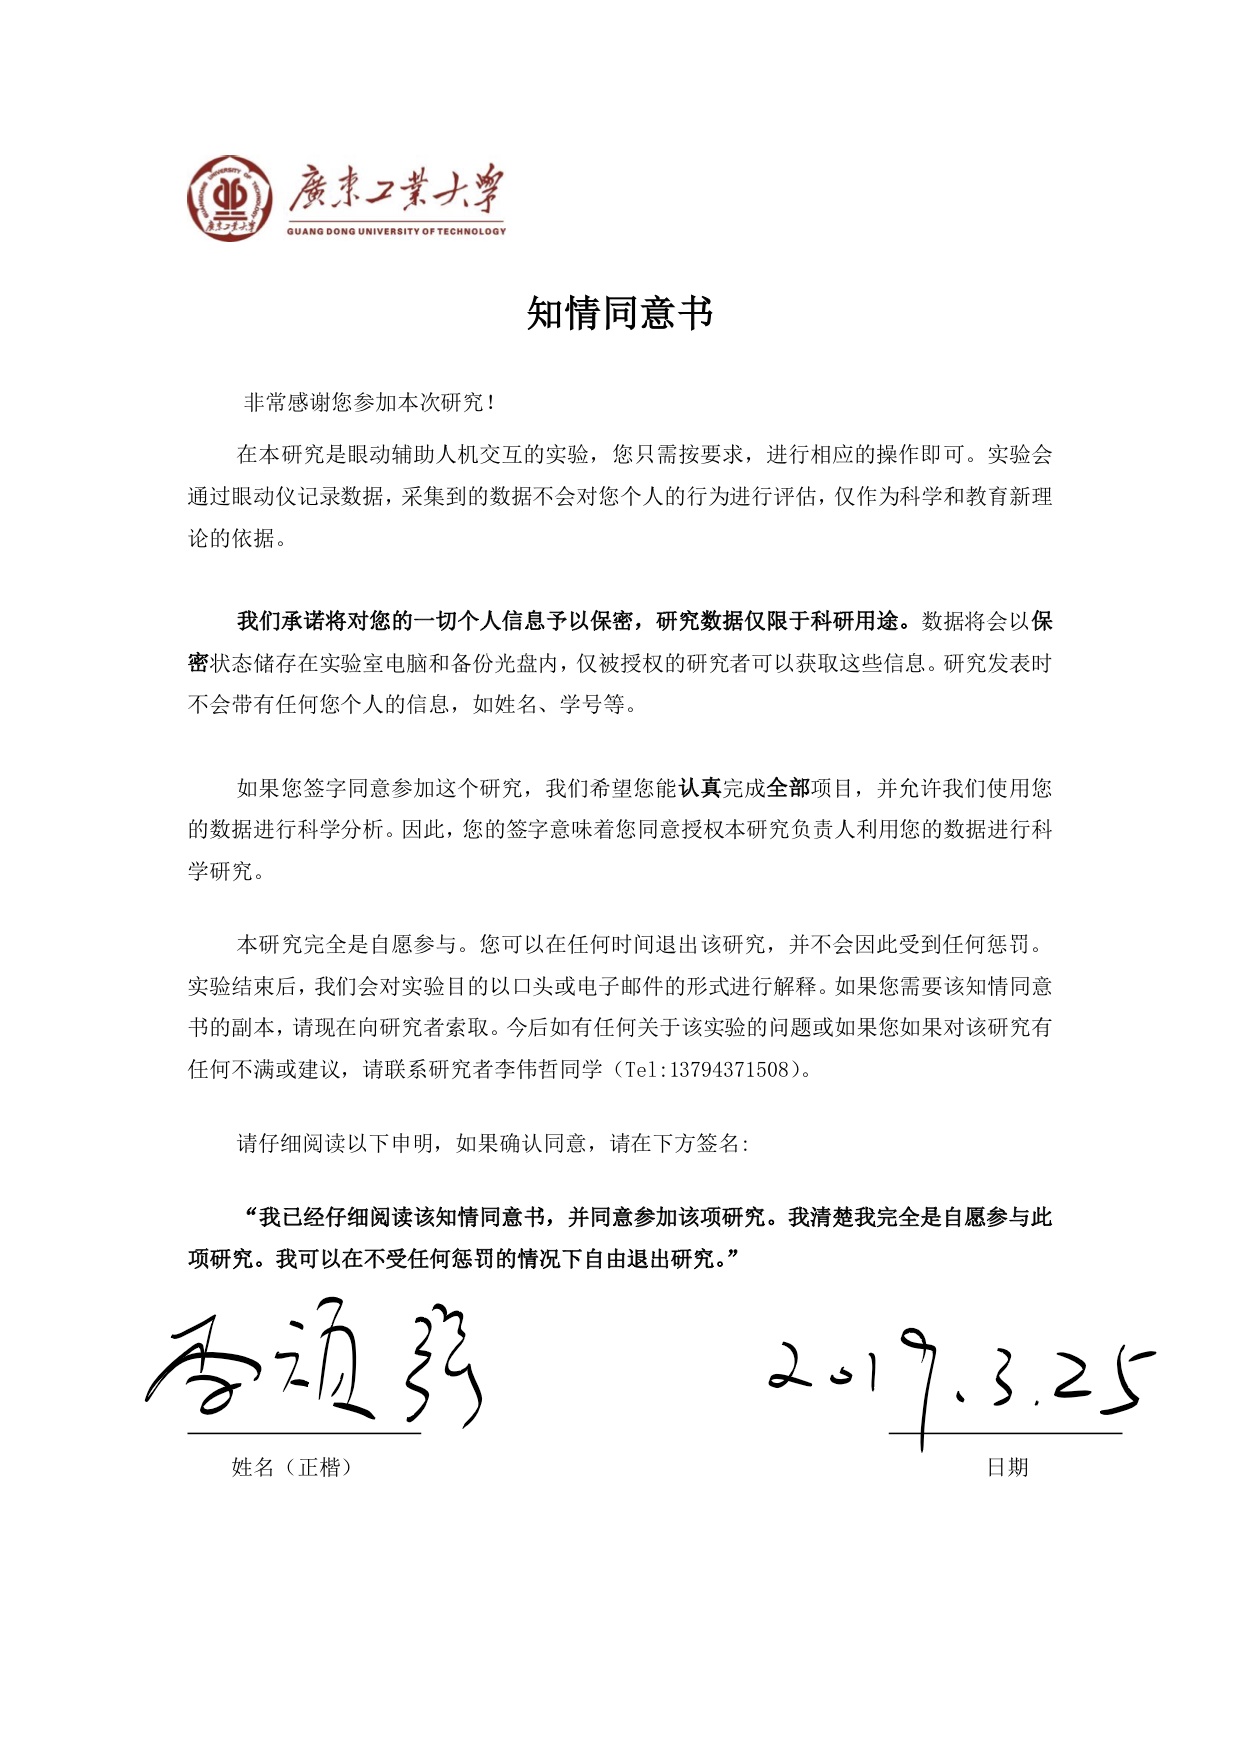 廣東工業大學
GUANG DONG UNIVERSITY OF TECHNOLOGY
知情同意书
非常感谢您参加本次研究！
在本研究是眼动辅助人机交互的实验，您只需按要求，进行相应的操作即可。实验会
通过眼动仪记录数据，采集到的数据不会对您个人的行为进行评估，仅作为科学和教育新理
论的依据。
我们承诺将对您的一切个人信息予以保密，研究数据仅限于科研用途。数据将会以保
密状态储存在实验室电脑和备份光盘内，仅被授权的研究者可以获取这些信息。研究发表时
不会带有任何您个人的信息，如姓名、学号等。
如果您签字同意参加这个研究，我们希望您能认真完成全部项目，并允许我们使用您
的数据进行科学分析。因此，您的签字意味着您同意授权本研究负责人利用您的数据进行科
学研究。
本研究完全是自愿参与。您可以在任何时间退出该研究，并不会因此受到任何惩罚。
实验结束后，我们会对实验目的以口头或电子邮件的形式进行解释。如果您需要该知情同意
书的副本，请现在向研究者索取。今后如有任何关于该实验的问题或如果您如果对该研究有
任何不满或建议，请联系研究者李伟哲同学（Tel:13794371508）。
请仔细阅读以下申明，如果确认同意，请在下方签名:
“我已经仔细阅读该知情同意书，并同意参加该项研究。我清楚我完全是自愿参与此
项研究。我可以在不受任何惩罚的情况下自由退出研究。”
2019.3.25
姓名（正楷） 日期